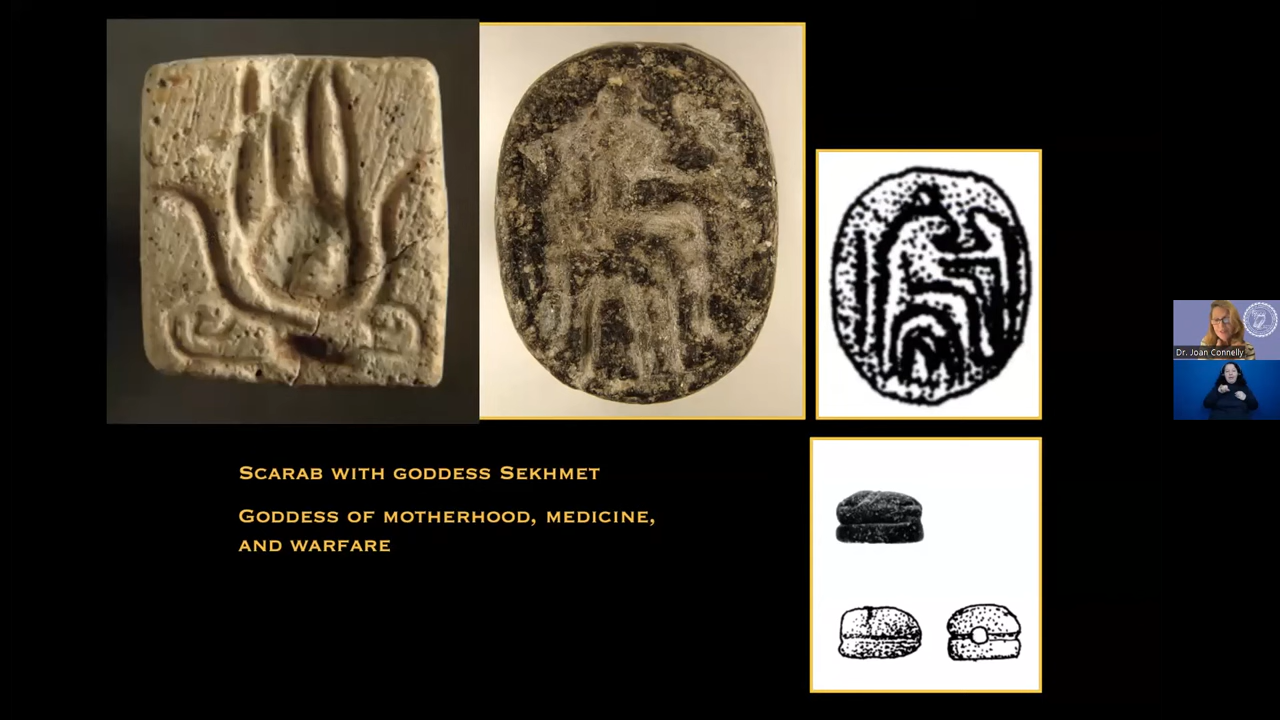 Scarab with goddess Sekhmet
Goddess of motherhood, medicine,
and warfare
Dr. Joan Connelly